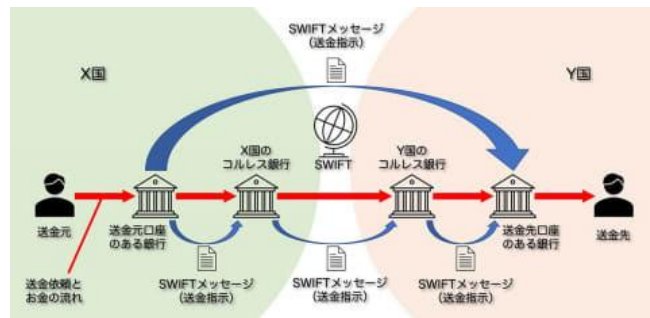 SWIFTメッセージ
(送金指示)
X国
Y国
X国の
コルレス銀行
SWIFT
Y国の
コルレス銀行
送金元
送金元口座
のある銀行
送金先口座
のある銀行
送金先
送金依頼と
お金の流れ
SWIFTメッセージ
(送金指示)
SWIFTメッセージ
(送金指示)
SWIFTメッセージ
(送金指示)